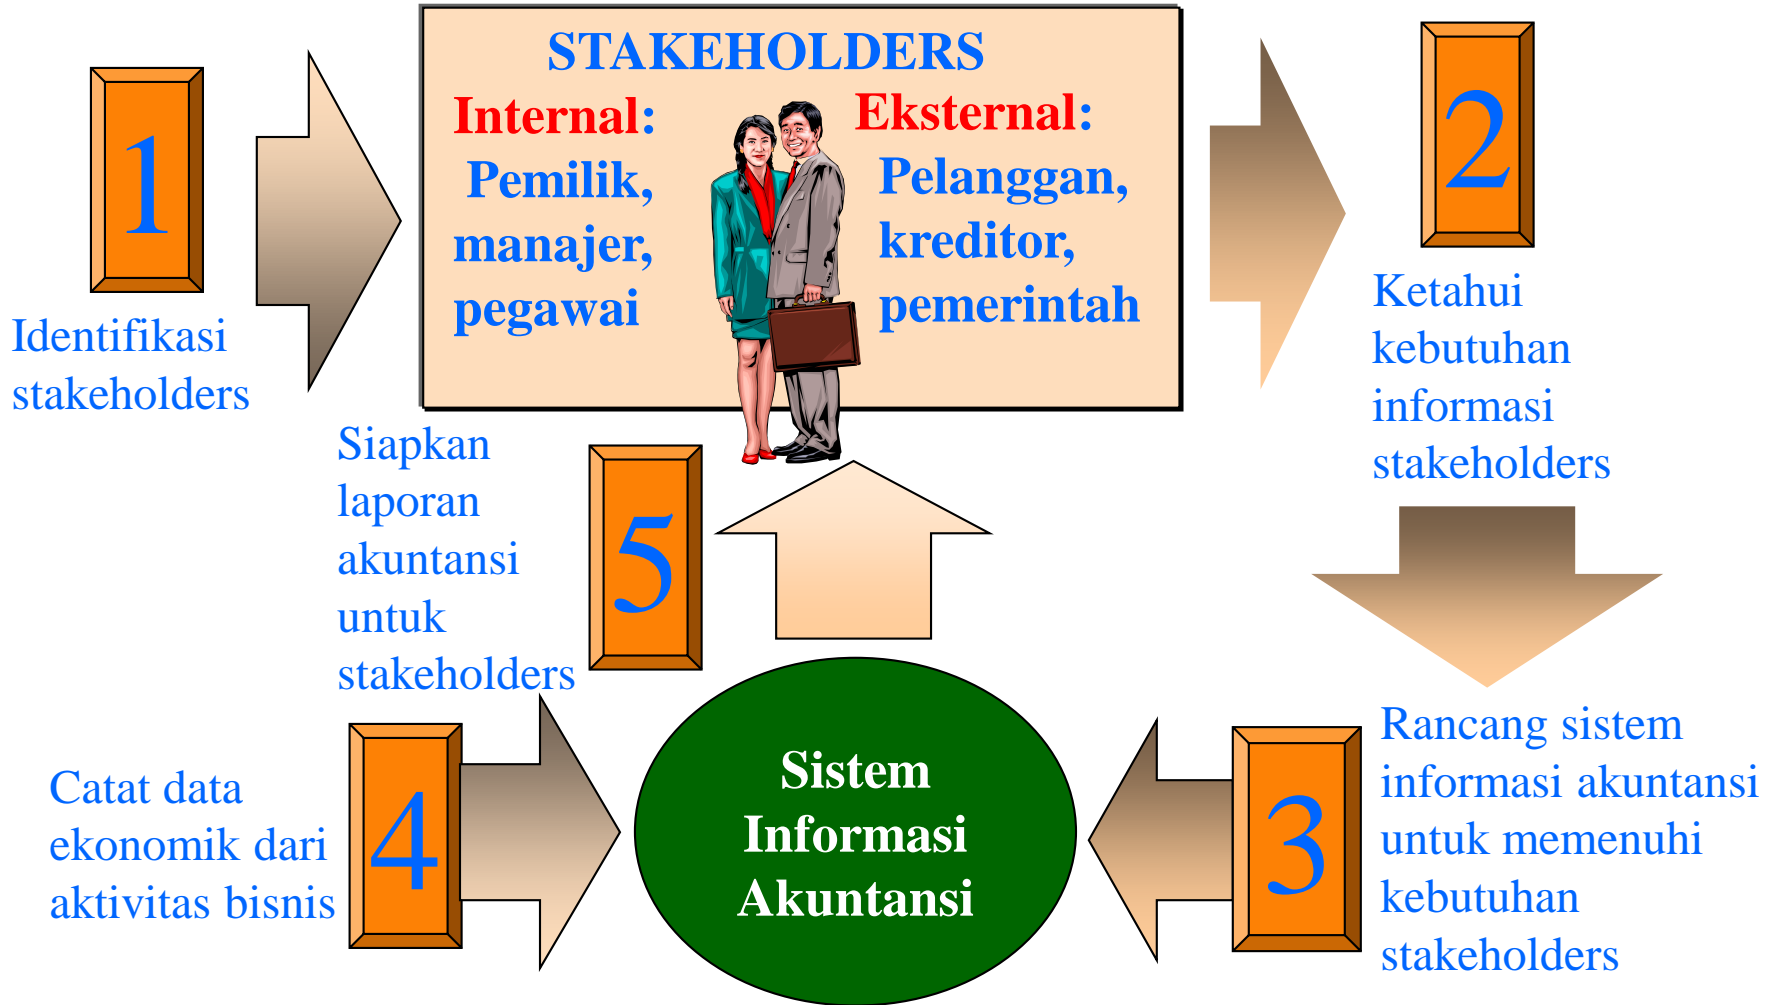 1
Identifikasi
stakeholders
STAKEHOLDERS
Internal:
Pemilik,
manajer,
pegawai
Eksternal:
Pelanggan,
kreditor,
pemerintah
2
Ketahui
kebutuhan
informasi
stakeholders
3
Rancang sistem
informasi akuntansi
untuk memenuhi
kebutuhan
stakeholders
4
Catat data
ekonomik dari
aktivitas bisnis
Sistem
Informasi
Akuntansi
5
Siapkan
laporan
akuntansi
untuk
stakeholders